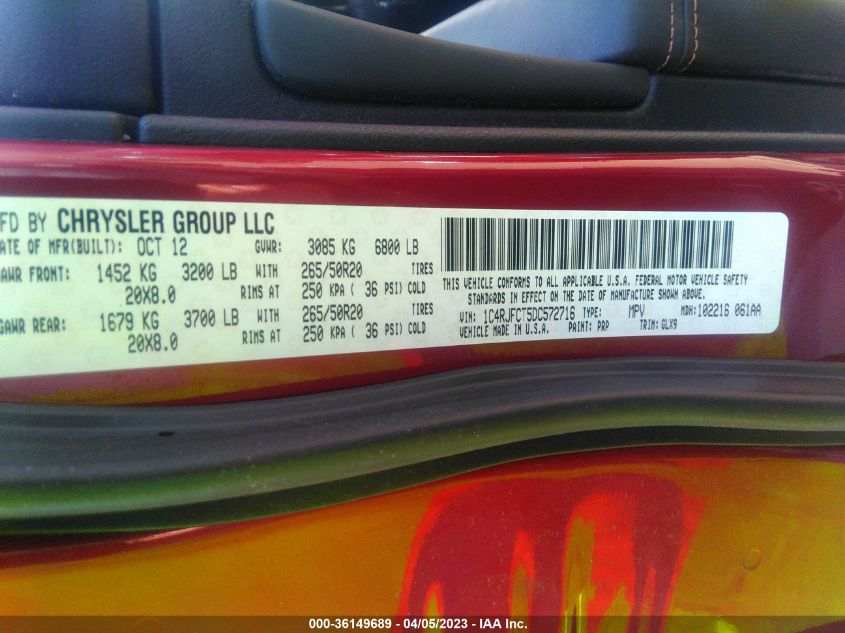 MFD BY CHRYSLER GROUP LLC
DATE OF MFR(BUILT): OCT 12 GVWR: 3085 KG 6800 LB
GAWR FRONT: 1452 KG 3200 LB WITH 265/50R20 TIRES
20X8.0 RIMS AT 250 KPA ( 36 PSI) COLD
GAWR REAR: 1679 KG 3700 LB WITH 265/50R20 TIRES
20X8.0 RIMS AT 250 KPA ( 36 PSI) COLD
THIS VEHICLE CONFORMS TO ALL APPLICABLE U.S.A. FEDERAL MOTOR VEHICLE SAFETY
STANDARDS IN EFFECT ON THE DATE OF MANUFACTURE SHOWN ABOVE.
VIN: 1C4RJFCT5DC572716 TYPE: MPV MDH:102216 061AA
VEHICLE MADE IN U.S.A. PAINT: PRP TRIM: GLX9
000-36149689 - 04/05/2023 - IAA Inc.